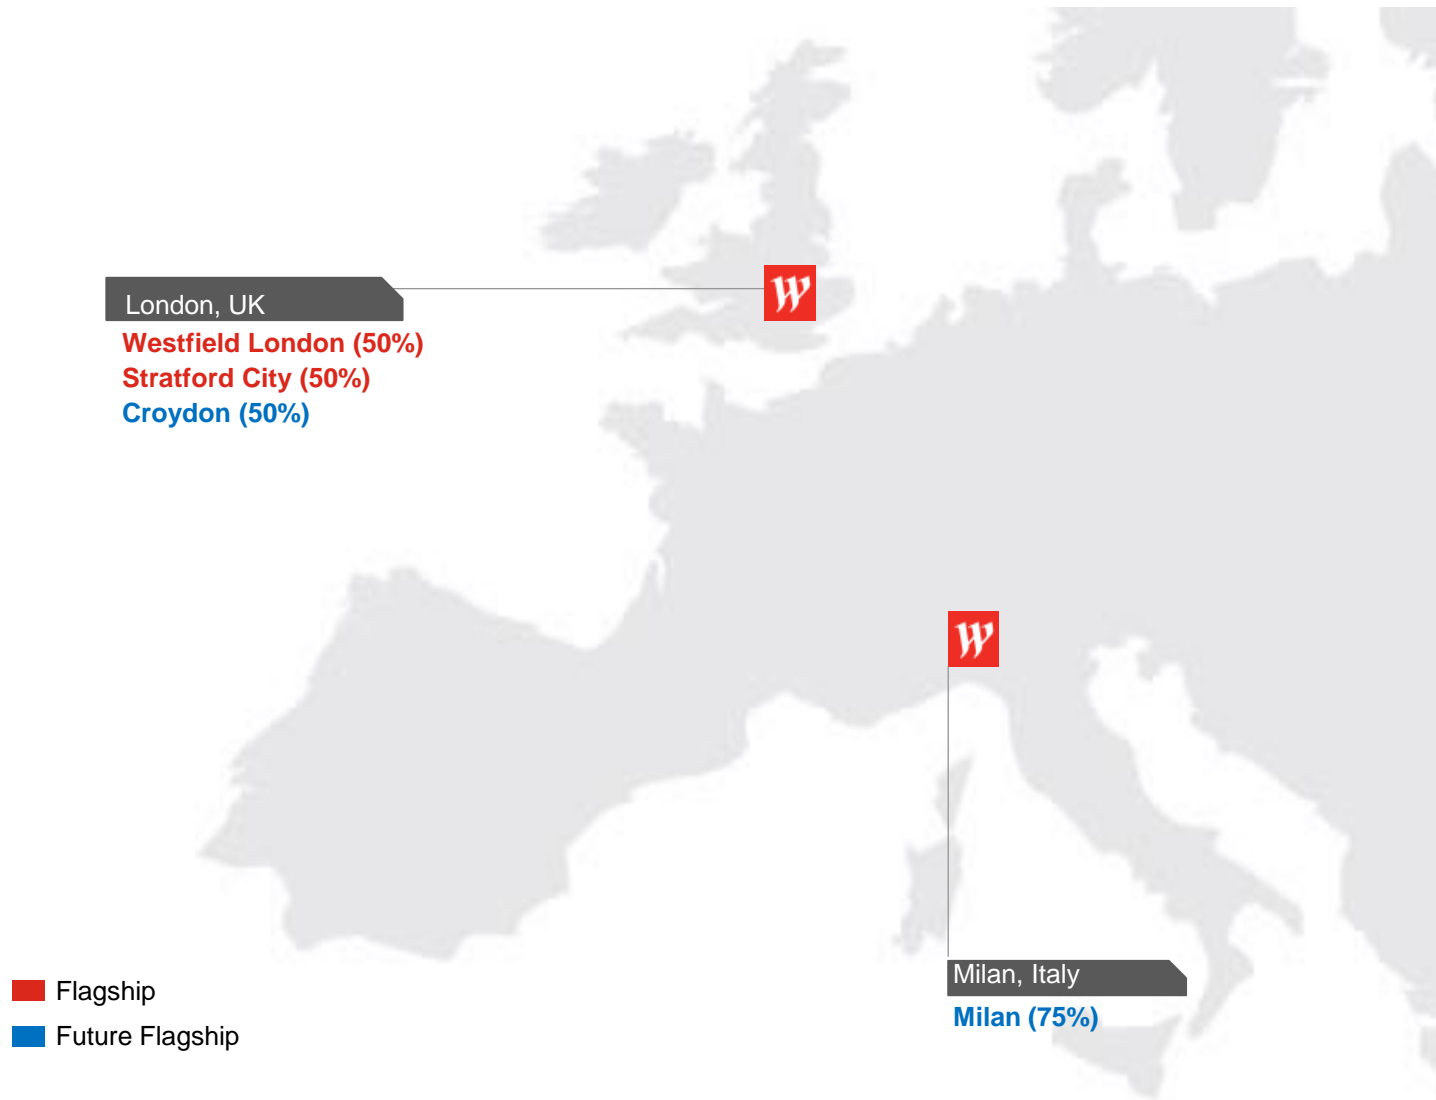 London, UK
Westfield London (50%)
Stratford City (50%)
Croydon (50%)
W
W
Milan, Italy
Milan (75%)
Flagship
Future Flagship